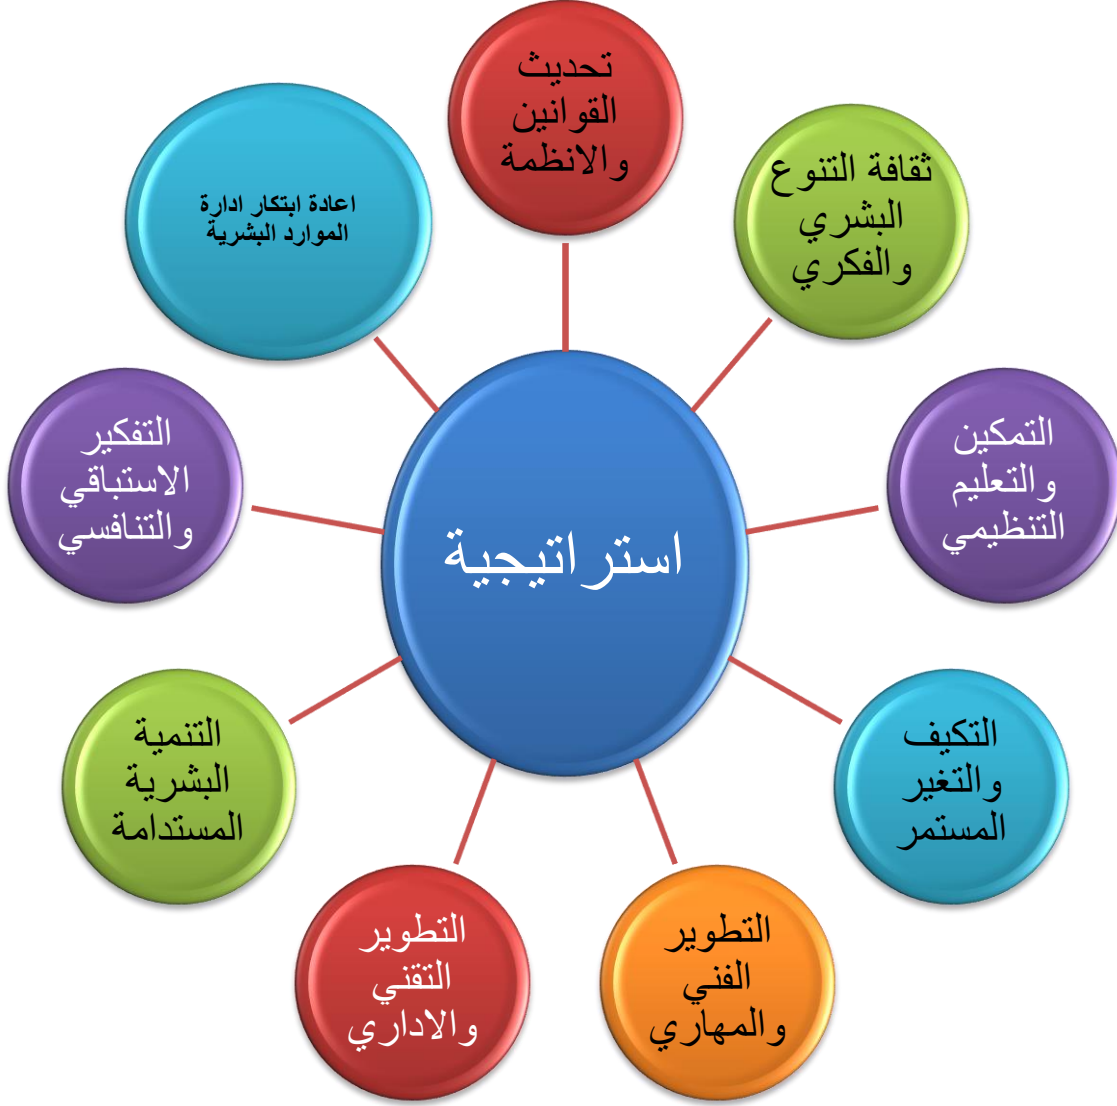 تحديث
القوانين
والانظمة
ثقافة التنوع
البشري
والفكري
التمكين
والتعليم
التنظيمي
التكيف
والتغير
المستمر
التطوير
الفني
والمهاري
التطوير
التقني
والاداري
التنمية
البشرية
المستدامة
التفكير
الاستباقي
والتنافسي
اعادة ابتكار ادارة
الموارد البشرية
استراتيجية